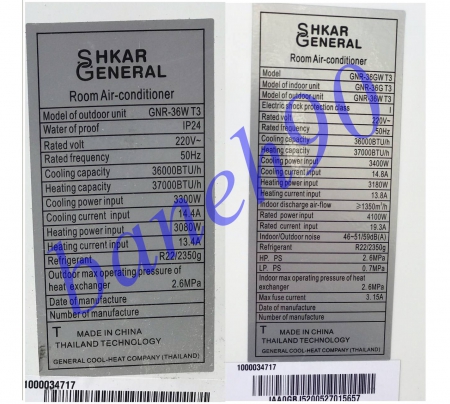 SHKAR
GENERAL
Room Air-conditioner
Model of outdoor unit GNR-36W T3
Water of proof IP24
Rated volt 220V~
Rated frequency 50Hz
Cooling capacity 36000BTU/h
Heating capacity 37000BTU/h
Cooling power input 3300W
Cooling current input 14.4A
Heating power input 3080W
Heating current input 13.4A
Refrigerant R22/2350g
Outdoor max operating pressure of
heat exchanger 2.6MPa
Date of manufacture
Number of manufacture
T MADE IN CHINA
THAILAND TECHNOLOGY
GENERAL COOL-HEAT COMPANY (THAILAND)
1000034717
SHKAR
GENERAL
Room Air-conditioner
Model GNR-36GW T3
Model of indoor unit GNR-36G T3
Model of outdoor unit GNR-36W T3
Electric shock protection class I
Rated volt 220V~
Rated frequency 50Hz
Cooling capacity 36000BTU/h
Heating capacity 37000BTU/h
Cooling power input 3400W
Cooling current input 14.8A
Heating power input 3180W
Heating current input 13.8A
Indoor discharge air-flow ≥1350m³/h
Rated power input 4100W
Rated current input 19.3A
Indoor/Outdoor noise 46-51/59dB(A)
Refrigerant R22/2350g
HP. PS 2.6MPa
LP. PS 0.7MPa
Indoor max operating pressure of heat
exchanger 2.6MPa
Max fuse current 3.15A
Date of manufacture
Number of manufacture
T MADE IN CHINA
THAILAND TECHNOLOGY
GENERAL COOL-HEAT COMPANY (THAILAND)
1000034717
baneh90